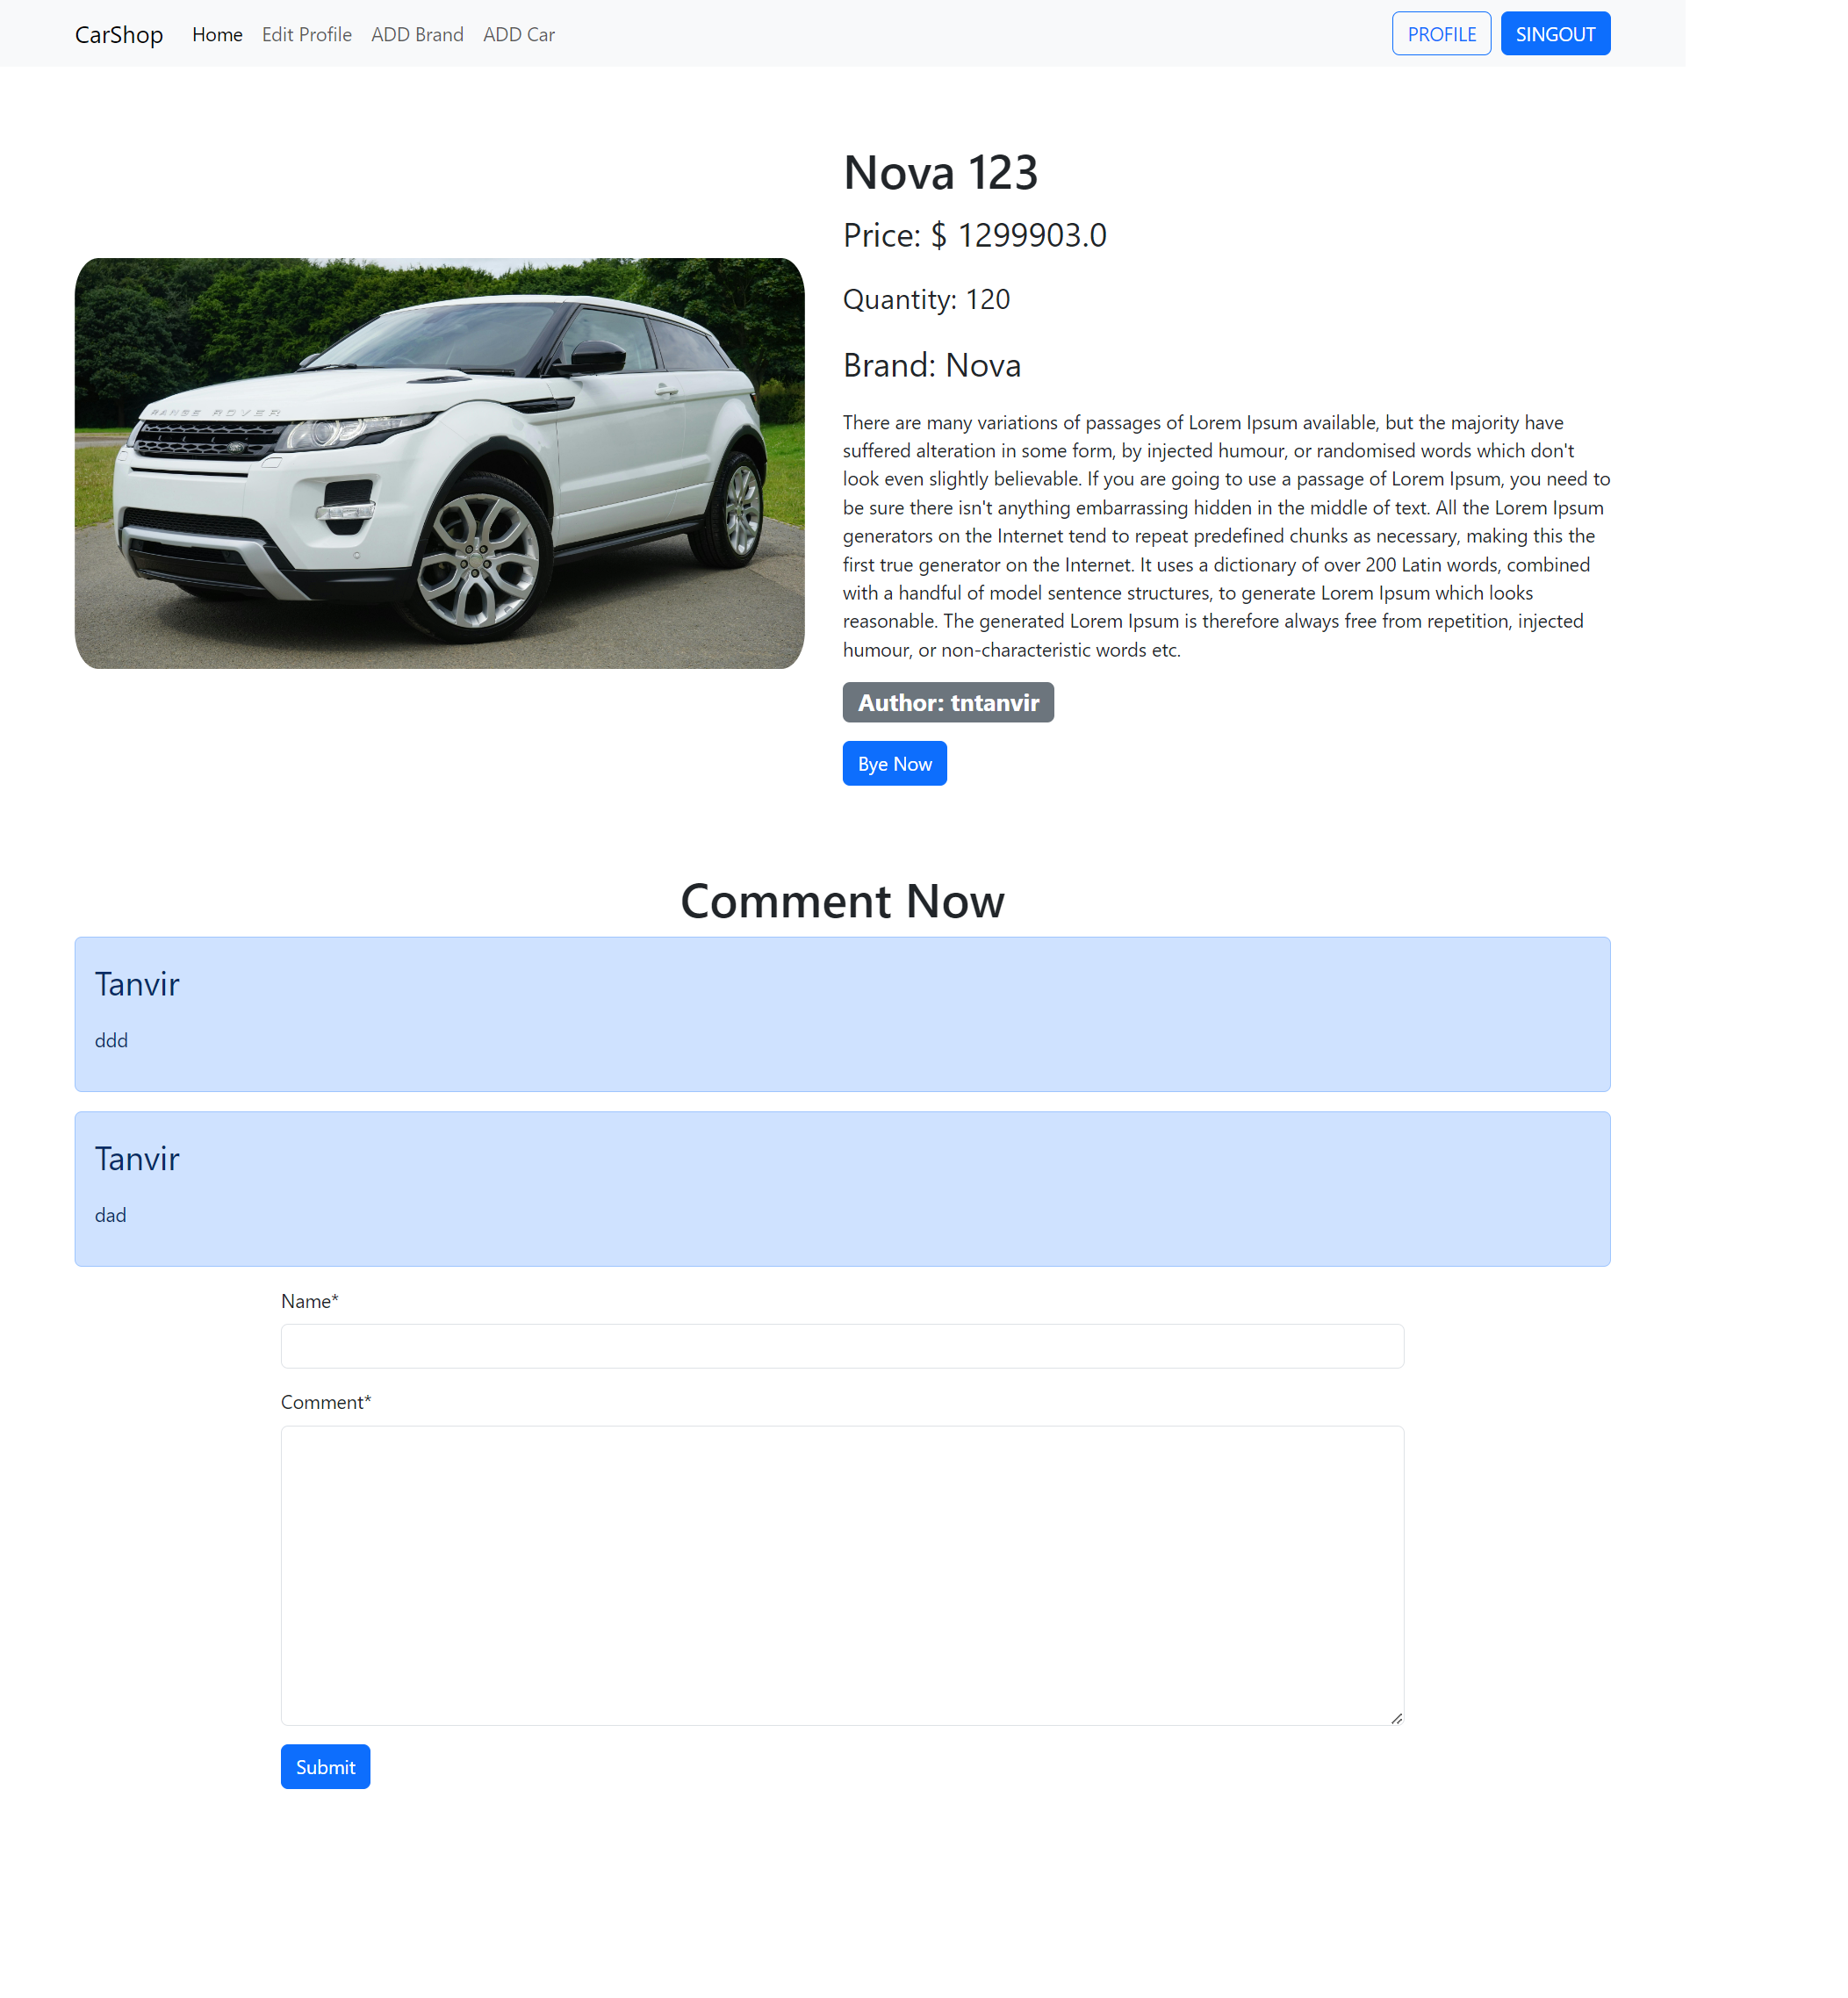 CarShop Home Edit Profile ADD Brand ADD Car PROFILE SINGOUT
Nova 123
Price: $ 1299903.0
Quantity: 120
Brand: Nova
RANGE ROVER
There are many variations of passages of Lorem Ipsum available, but the majority have
suffered alteration in some form, by injected humour, or randomised words which don't
look even slightly believable. If you are going to use a passage of Lorem Ipsum, you need to
be sure there isn't anything embarrassing hidden in the middle of text. All the Lorem Ipsum
generators on the Internet tend to repeat predefined chunks as necessary, making this the
first true generator on the Internet. It uses a dictionary of over 200 Latin words, combined
with a handful of model sentence structures, to generate Lorem Ipsum which looks
reasonable. The generated Lorem Ipsum is therefore always free from repetition, injected
humour, or non-characteristic words etc.
Author: tntanvir
Bye Now
Comment Now
Tanvir
ddd
Tanvir
dad
Name*
Comment*
Submit